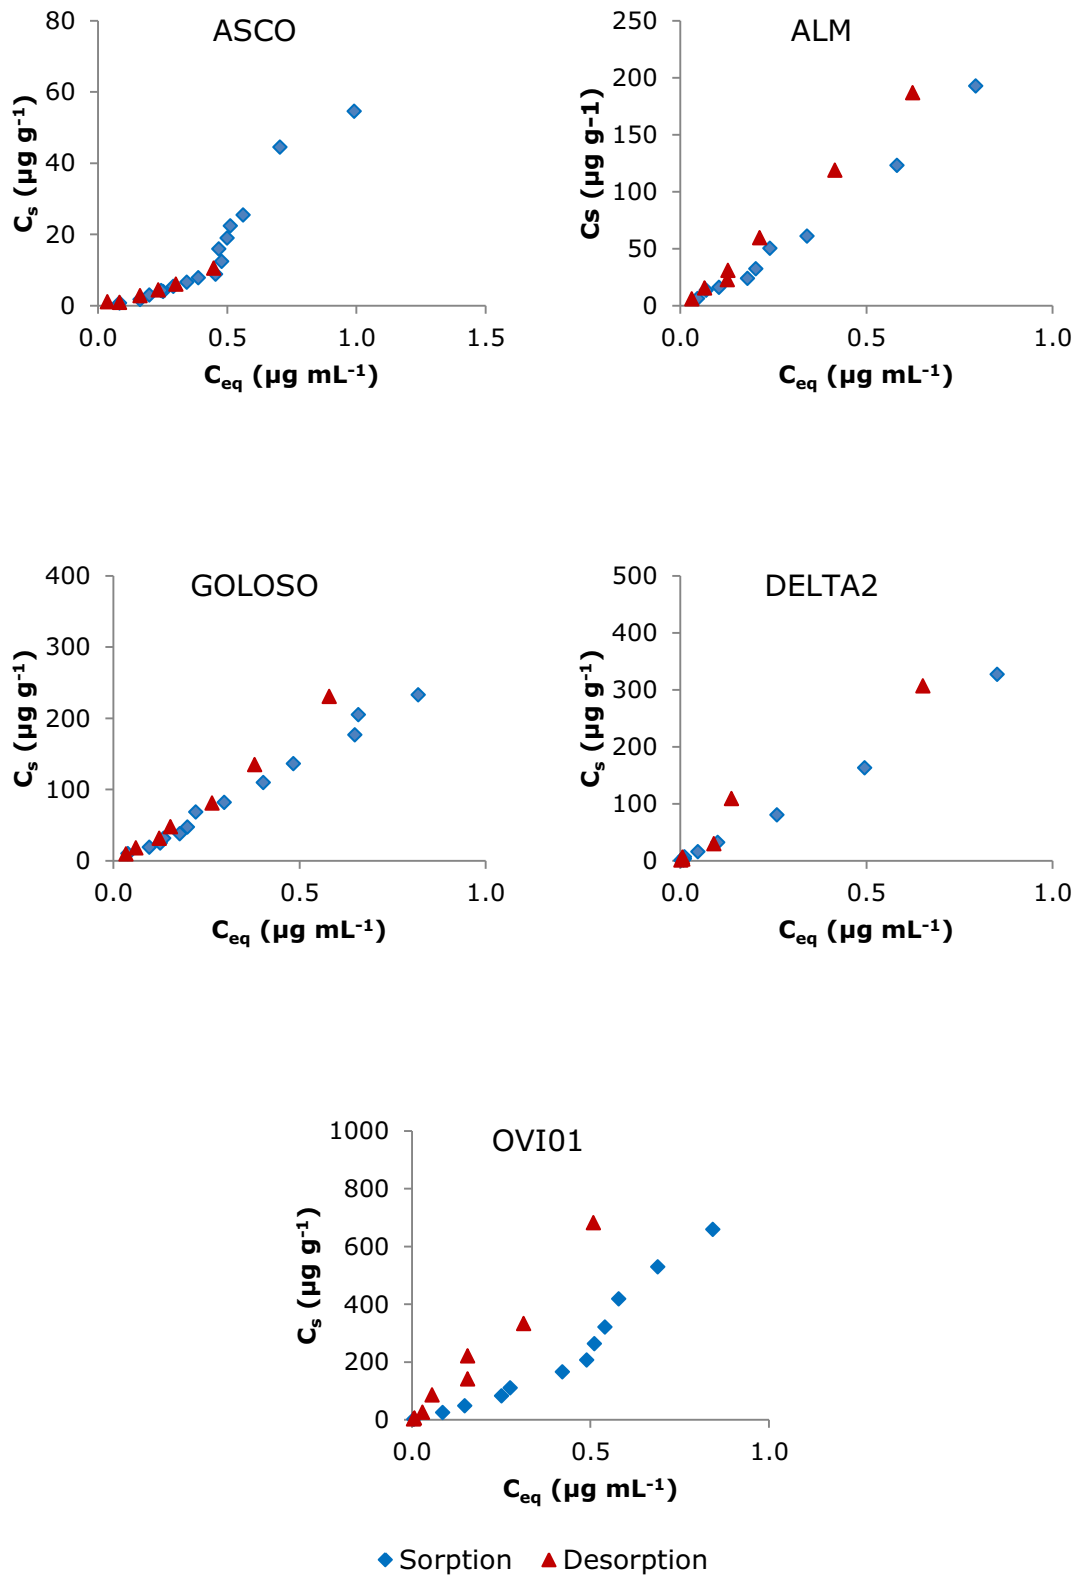 ASCO
80
60
40
20
0
0.0 0.5 1.0 1.5
Cs (µg g-1)
Ceq (µg mL-1)
ALM
250
200
150
100
50
0
0.0 0.5 1.0
Cs (µg g-1)
Ceq (µg mL-1)
GOLOSO
400
300
200
100
0
0.0 0.5 1.0
Cs (µg g-1)
Ceq (µg mL-1)
DELTA2
500
400
300
200
100
0
0.0 0.5 1.0
Cs (µg g-1)
Ceq (µg mL-1)
OVI01
1000
800
600
400
200
0
0.0 0.5 1.0
Cs (µg g-1)
Ceq (µg mL-1)
Sorption Desorption